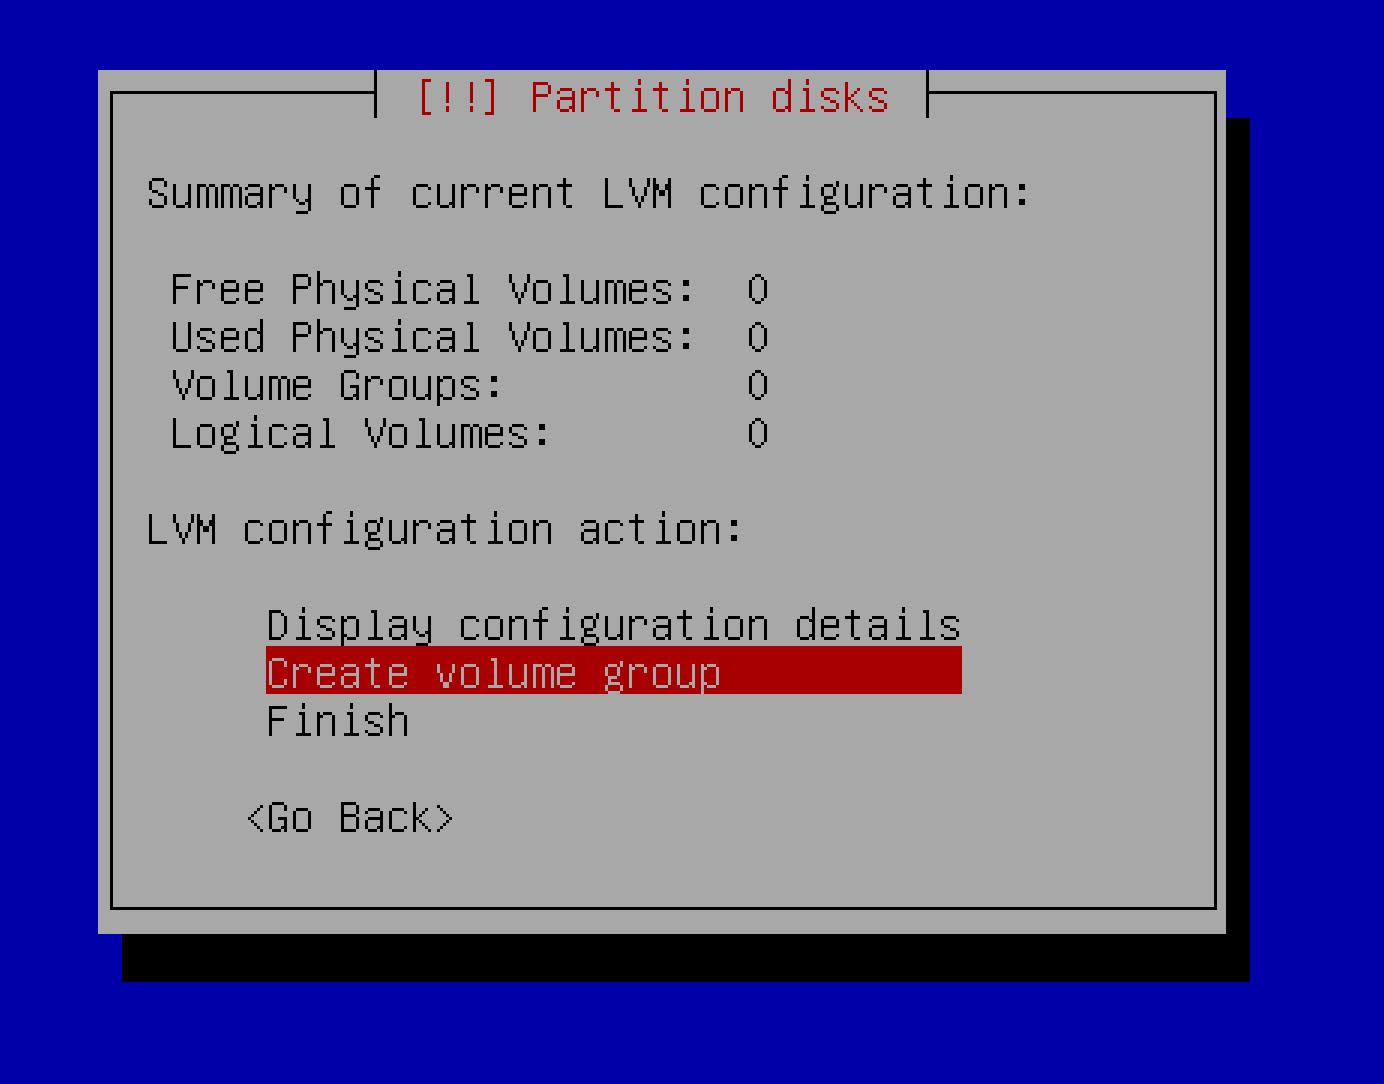 [!!] Partition disks
Summary of current LVM configuration:
Free Physical Volumes: 0
Used Physical Volumes: 0
Volume Groups: 0
Logical Volumes: 0
LVM configuration action:
Display configuration details
Create volume group
Finish
<Go Back>